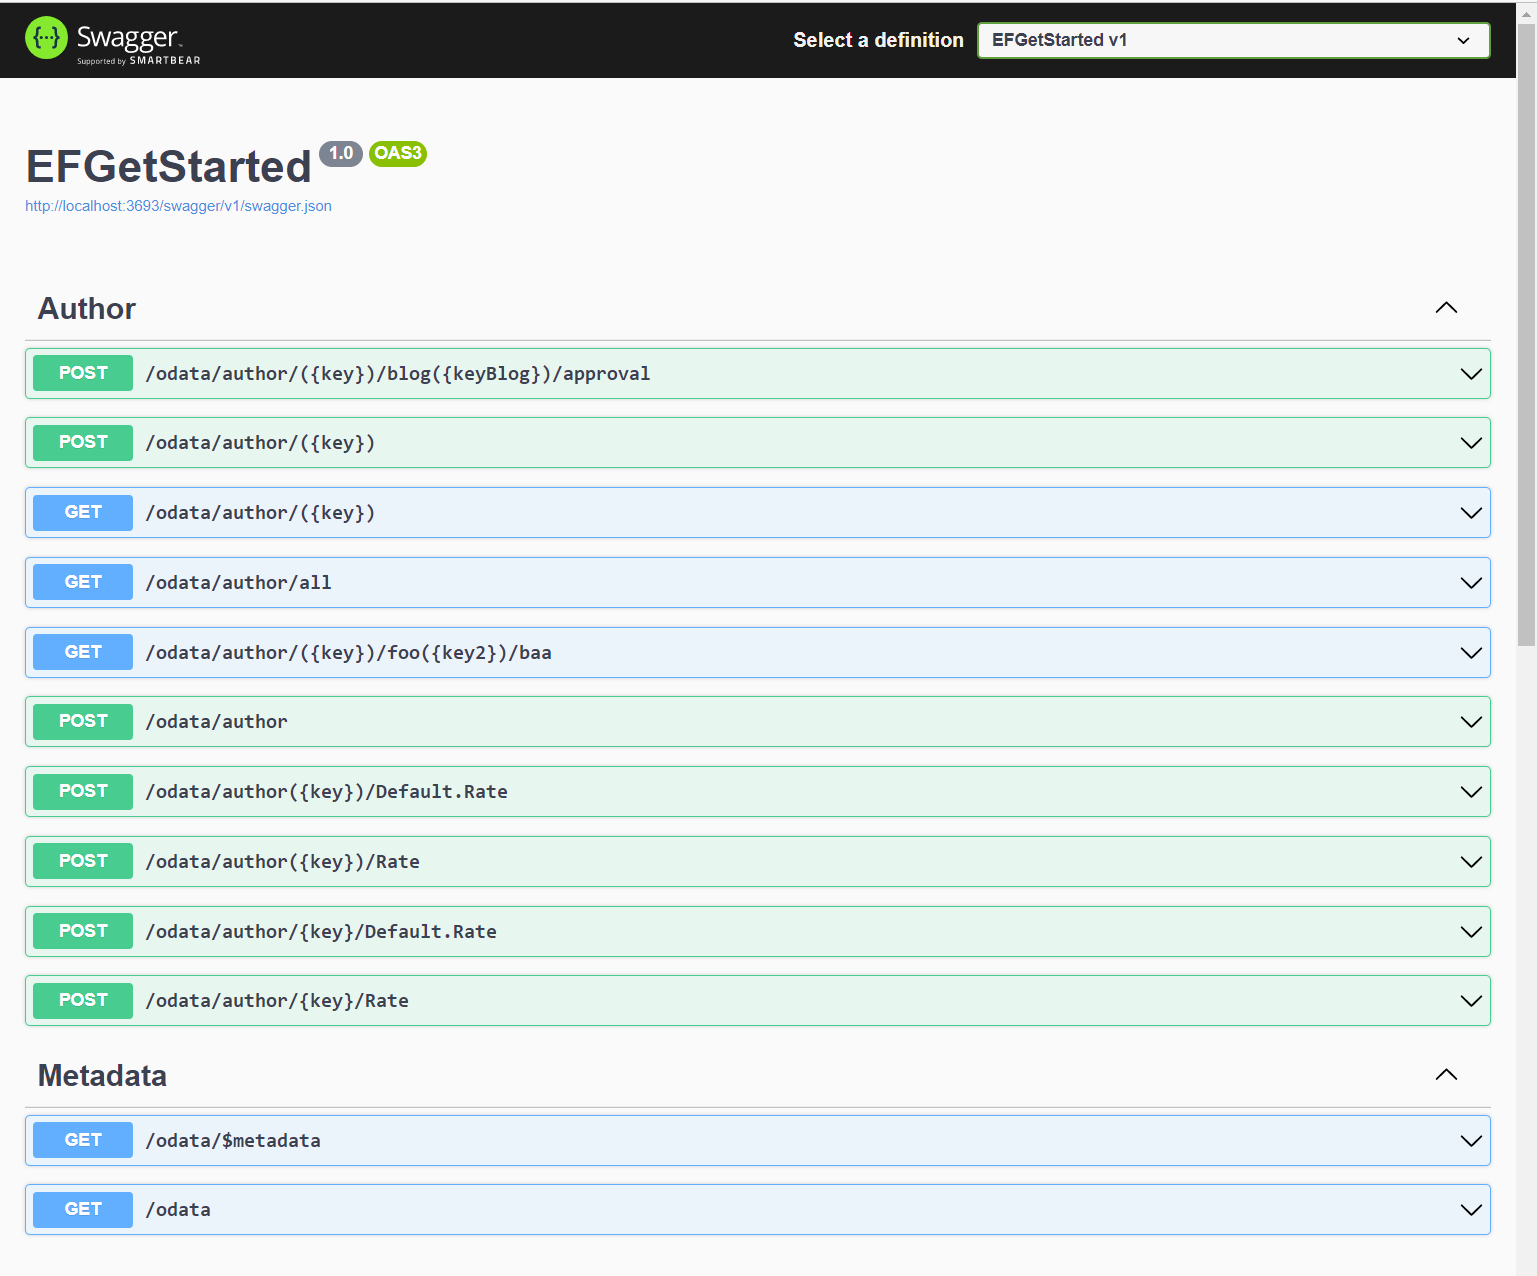 {...} Swagger™
Supported by SMARTBEAR
Select a definition
EFGetStarted v1
EFGetStarted 1.0 OAS3
http://localhost:3693/swagger/v1/swagger.json
Author
POST /odata/author/({key})/blog({keyBlog})/approval
POST /odata/author/({key})
GET /odata/author/({key})
GET /odata/author/all
GET /odata/author/({key})/foo({key2})/baa
POST /odata/author
POST /odata/author({key})/Default.Rate
POST /odata/author({key})/Rate
POST /odata/author/{key}/Default.Rate
POST /odata/author/{key}/Rate
Metadata
GET /odata/$metadata
GET /odata